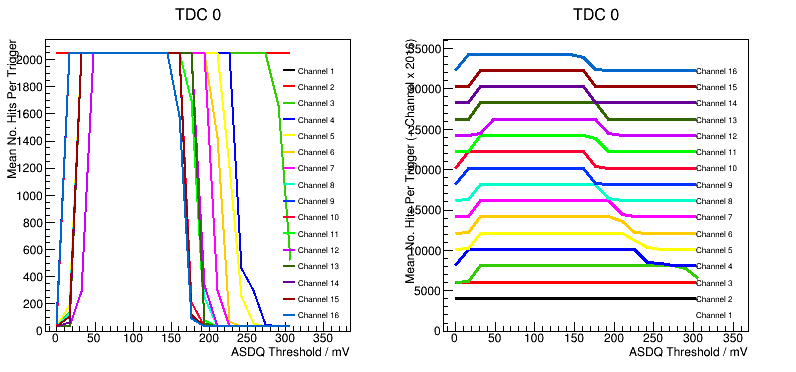 TDC 0
Mean No. Hits Per Trigger
2000
1800
1600
1400
1200
1000
800
600
400
200
0
0 50 100 150 200 250 300 350
ASDQ Threshold / mV
Channel 1
Channel 2
Channel 3
Channel 4
Channel 5
Channel 6
Channel 7
Channel 8
Channel 9
Channel 10
Channel 11
Channel 12
Channel 13
Channel 14
Channel 15
Channel 16
TDC 0
Mean No. Hits Per Trigger (+ Channel x 2016)
35000
30000
25000
20000
15000
10000
5000
0
0 50 100 150 200 250 300 350
ASDQ Threshold / mV
Channel 16
Channel 15
Channel 14
Channel 13
Channel 12
Channel 11
Channel 10
Channel 9
Channel 8
Channel 7
Channel 6
Channel 5
Channel 4
Channel 3
Channel 2
Channel 1